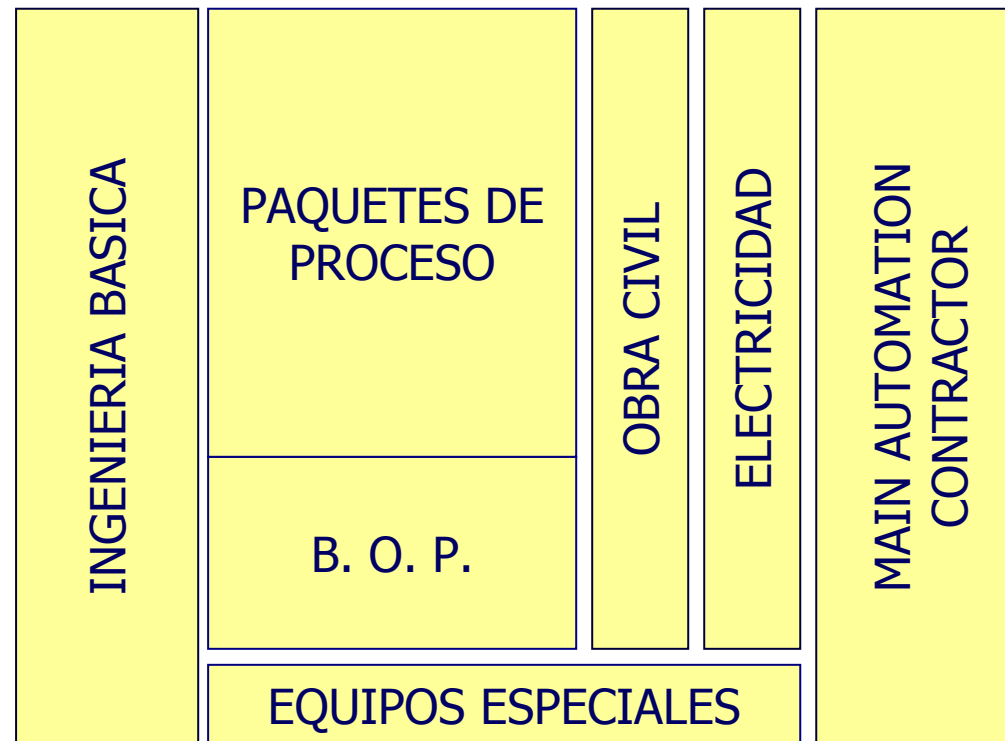 INGENIERIA BASICA
PAQUETES DE
PROCESO
B. O. P.
OBRA CIVIL
ELECTRICIDAD
MAIN AUTOMATION
CONTRACTOR
EQUIPOS ESPECIALES